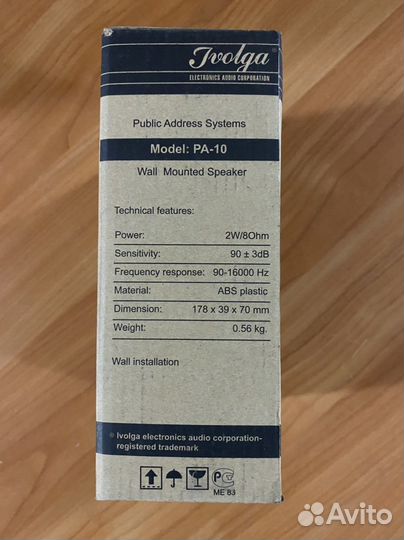 Ivolga®
ELECTRONICS AUDIO CORPORATION
Public Address Systems
Model: PA-10
Wall Mounted Speaker
Technical features:
Power: 2W/8Ohm
Sensitivity: 90 ± 3dB
Frequency response: 90-16000 Hz
Material: ABS plastic
Dimension: 178 x 39 x 70 mm
Weight: 0.56 kg.
Wall installation
® Ivolga electronics audio corporation-
registered trademark
ME 83
Avito